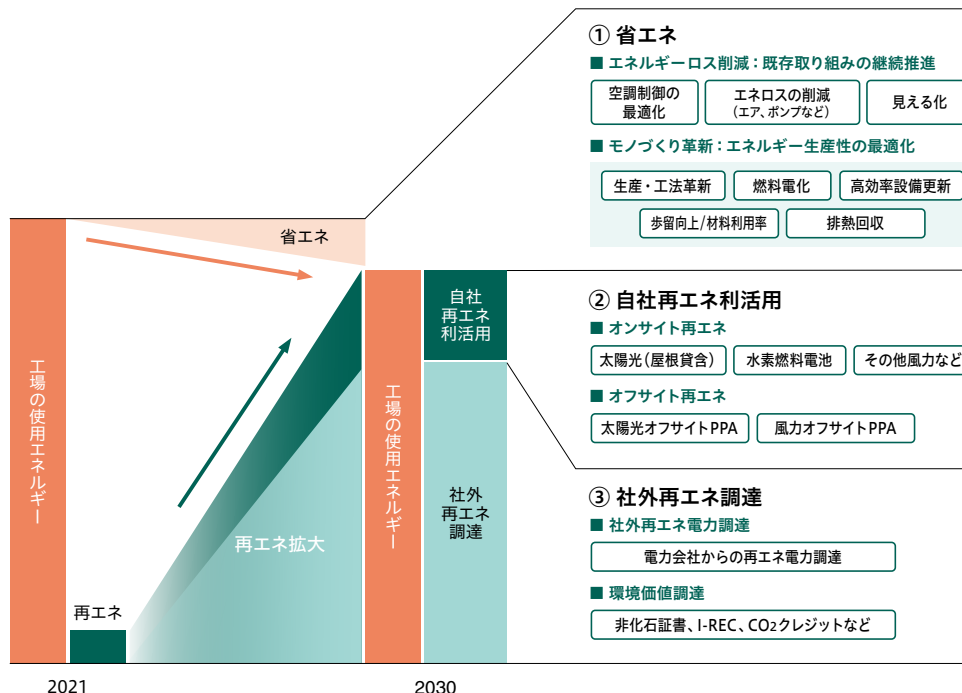 ① 省エネ
■ エネルギーロス削減：既存取り組みの継続推進
空調制御の
最適化
エネロスの削減
（エア、ポンプなど）
見える化
■ モノづくり革新：エネルギー生産性の最適化
生産・工法革新
燃料電化
高効率設備更新
歩留向上/材料利用率
排熱回収
省エネ
工場の使用エネルギー
再エネ
再エネ拡大
工場の使用エネルギー
自社
再エネ
利活用
社外
再エネ
調達
② 自社再エネ利活用
■ オンサイト再エネ
太陽光（屋根貸含）
水素燃料電池
その他風力など
■ オフサイト再エネ
太陽光オフサイトPPA
風力オフサイトPPA
③ 社外再エネ調達
■ 社外再エネ電力調達
電力会社からの再エネ電力調達
■ 環境価値調達
非化石証書、I-REC、CO2クレジットなど
2021
2030